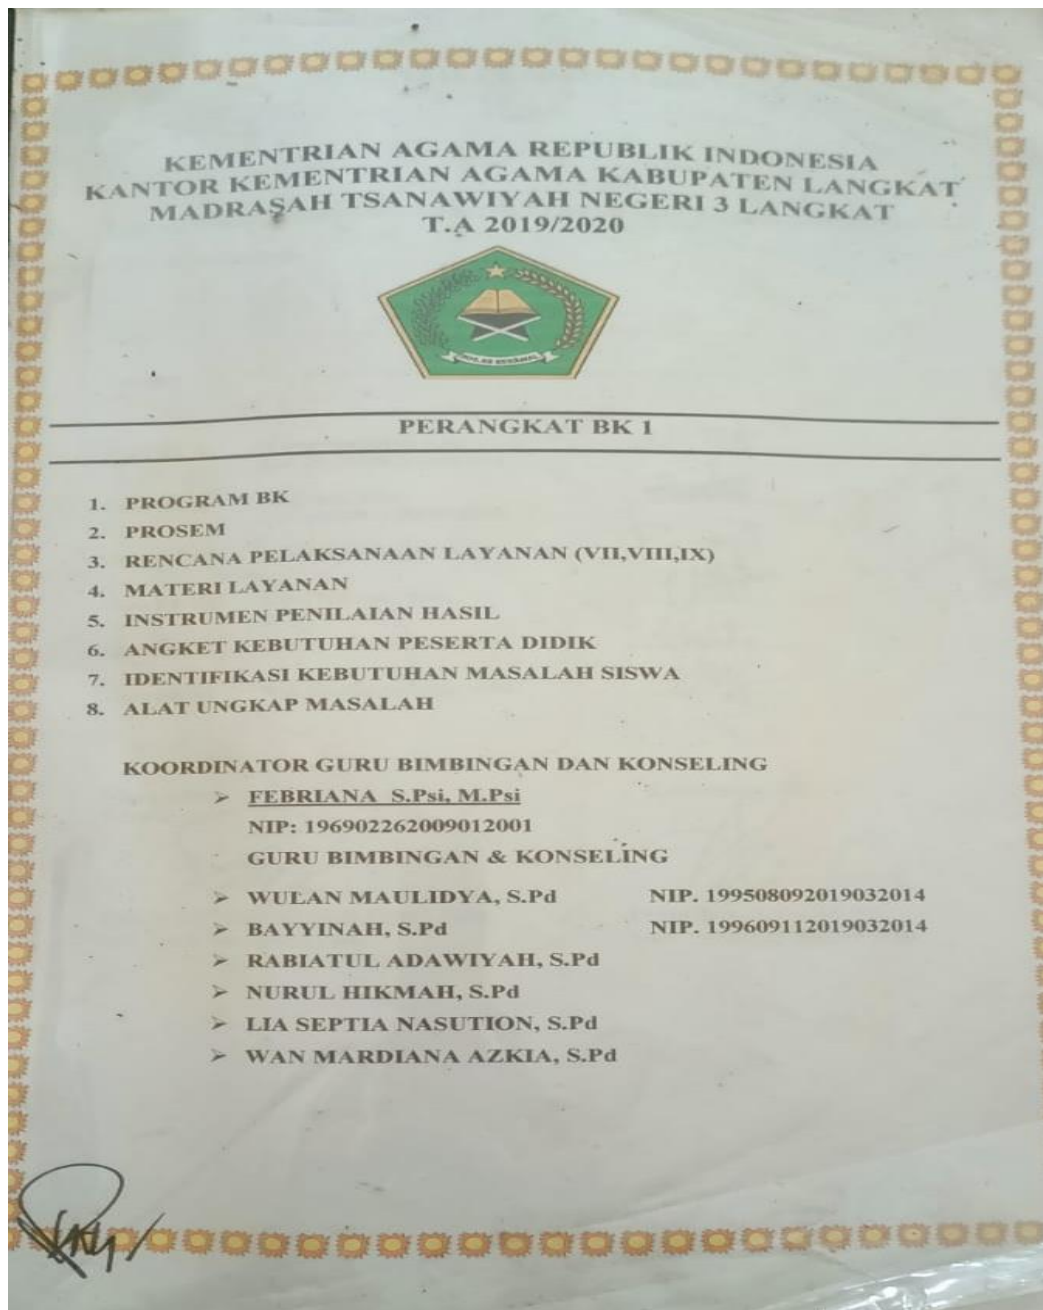 KEMENTRIAN AGAMA REPUBLIK INDONESIA
KANTOR KEMENTRIAN AGAMA KABUPATEN LANGKAT
MADRASAH TSANAWIYAH NEGERI 3 LANGKAT
T.A 2019/2020
PERANGKAT BK 1
1. PROGRAM BK
2. PROSEM
3. RENCANA PELAKSANAAN LAYANAN (VII,VIII,IX)
4. MATERI LAYANAN
5. INSTRUMEN PENILAIAN HASIL
6. ANGKET KEBUTUHAN PESERTA DIDIK
7. IDENTIFIKASI KEBUTUHAN MASALAH SISWA
8. ALAT UNGKAP MASALAH
KOORDINATOR GURU BIMBINGAN DAN KONSELING
➢ FEBRIANA S.Psi, M.Psi
NIP: 196902262009012001
GURU BIMBINGAN & KONSELING
➢ WULAN MAULIDYA, S.Pd NIP. 199508092019032014
➢ BAYYINAH, S.Pd NIP. 199609112019032014
➢ RABIATUL ADAWIYAH, S.Pd
➢ NURUL HIKMAH, S.Pd
➢ LIA SEPTIA NASUTION, S.Pd
➢ WAN MARDIANA AZKIA, S.Pd